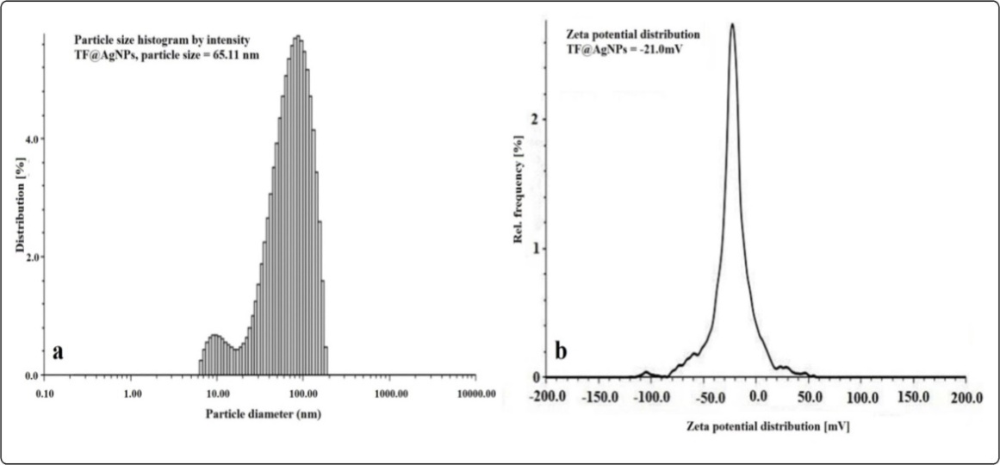 Particle size histogram by intensity
TF@AgNPs, particle size = 65.11 nm
Distribution [%]
4.0
2.0
0.0
a
0.10 1.00 10.00 100.00 1000.00 10000.00
Particle diameter (nm)
Zeta potential distribution
TF@AgNPs = -21.0mV
Rel. frequency [%]
2
1
0
b
-200.0 -150.0 -100.0 -50.0 0.0 50.0 100.0 150.0 200.0
Zeta potential distribution [mV]